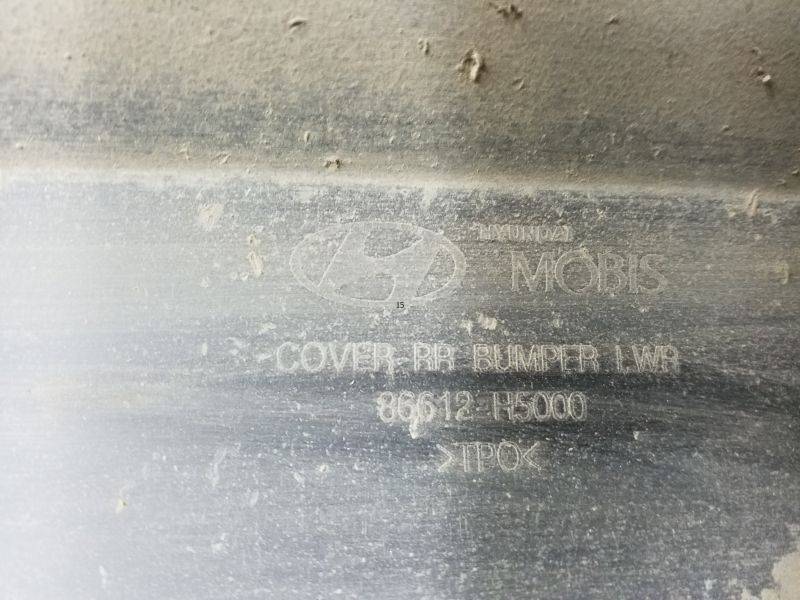 HYUNDAI
MOBIS
15
COVER-RR BUMPER LWR
86612-H5000
>TPO<